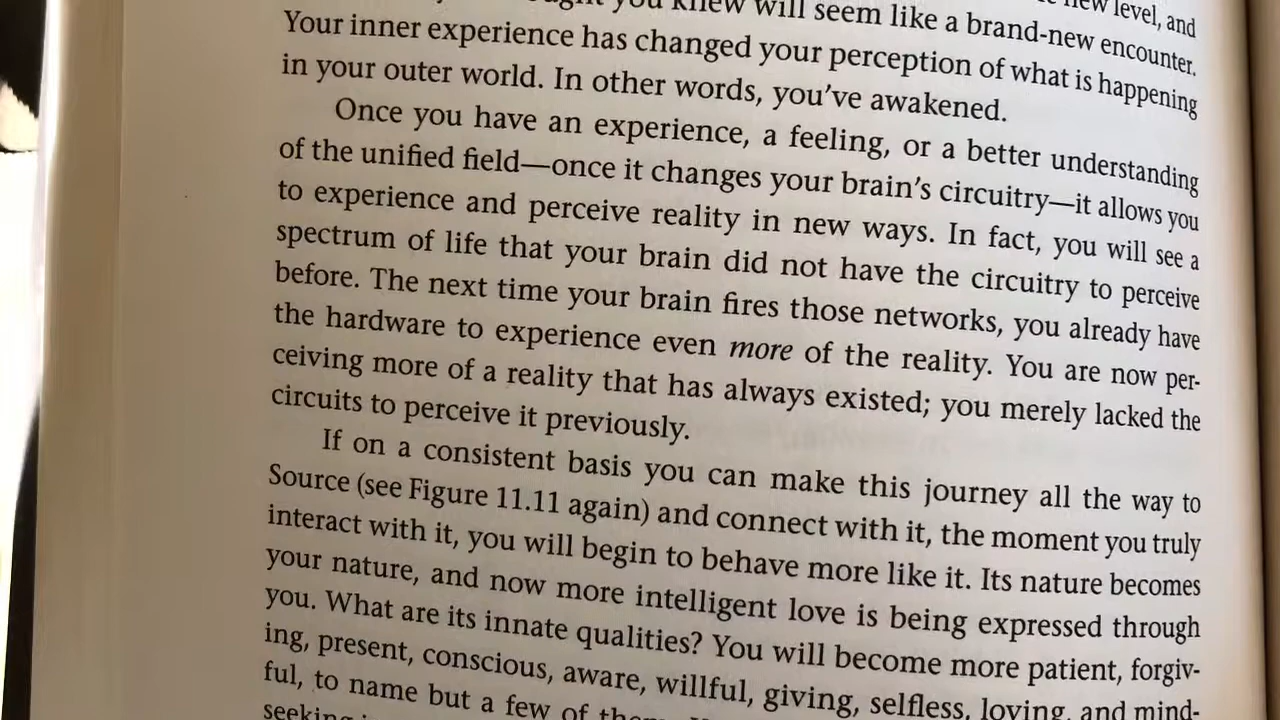 new level, and
you knew will seem like a brand-new encounter.
Your inner experience has changed your perception of what is happening
in your outer world. In other words, you've awakened.
Once you have an experience, a feeling, or a better understanding
of the unified field—once it changes your brain's circuitry—it allows you
to experience and perceive reality in new ways. In fact, you will see a
spectrum of life that your brain did not have the circuitry to perceive
before. The next time your brain fires those networks, you already have
the hardware to experience even more of the reality. You are now per-
ceiving more of a reality that has always existed; you merely lacked the
circuits to perceive it previously.
If on a consistent basis you can make this journey all the way to
Source (see Figure 11.11 again) and connect with it, the moment you truly
interact with it, you will begin to behave more like it. Its nature becomes
your nature, and now more intelligent love is being expressed through
you. What are its innate qualities? You will become more patient, forgiv-
ing, present, conscious, aware, willful, giving, selfless, loving, and mind-
ful, to name but a few of them.
seeking